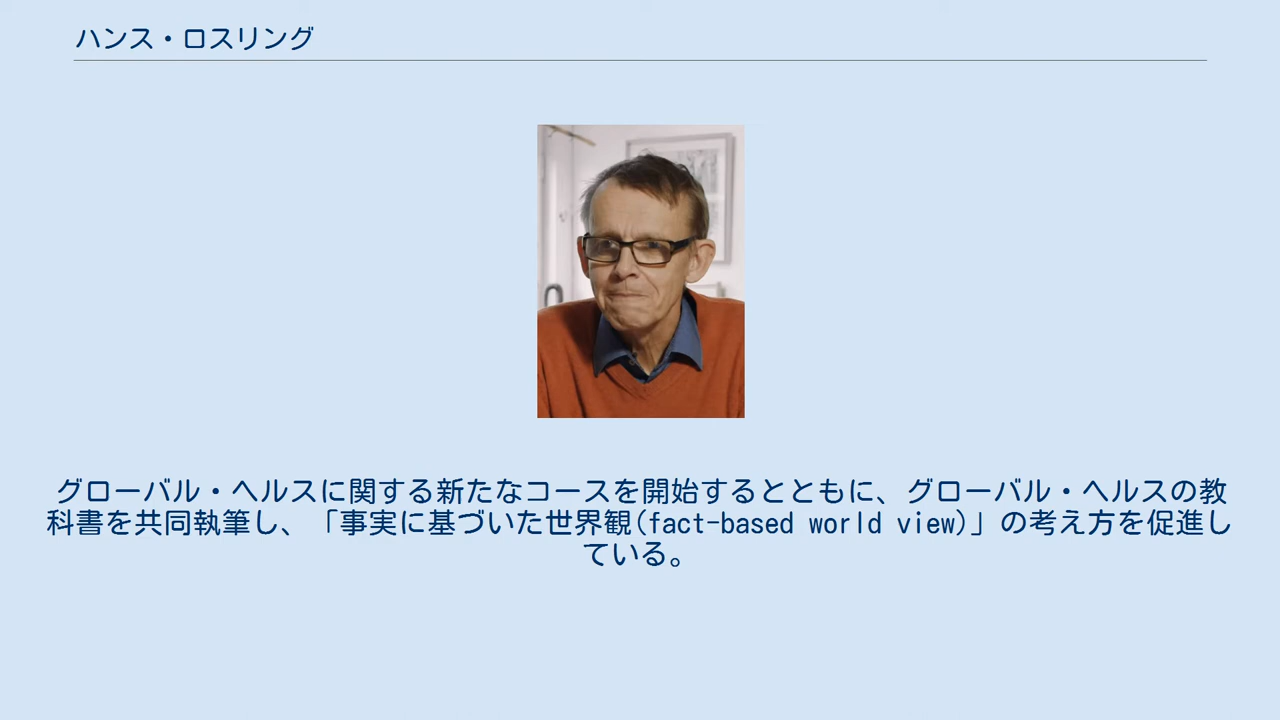 ハンス・ロスリング
グローバル・ヘルスに関する新たなコースを開始するとともに、グローバル・ヘルスの教
科書を共同執筆し、「事実に基づいた世界観(fact-based world view)」の考え方を促進し
ている。